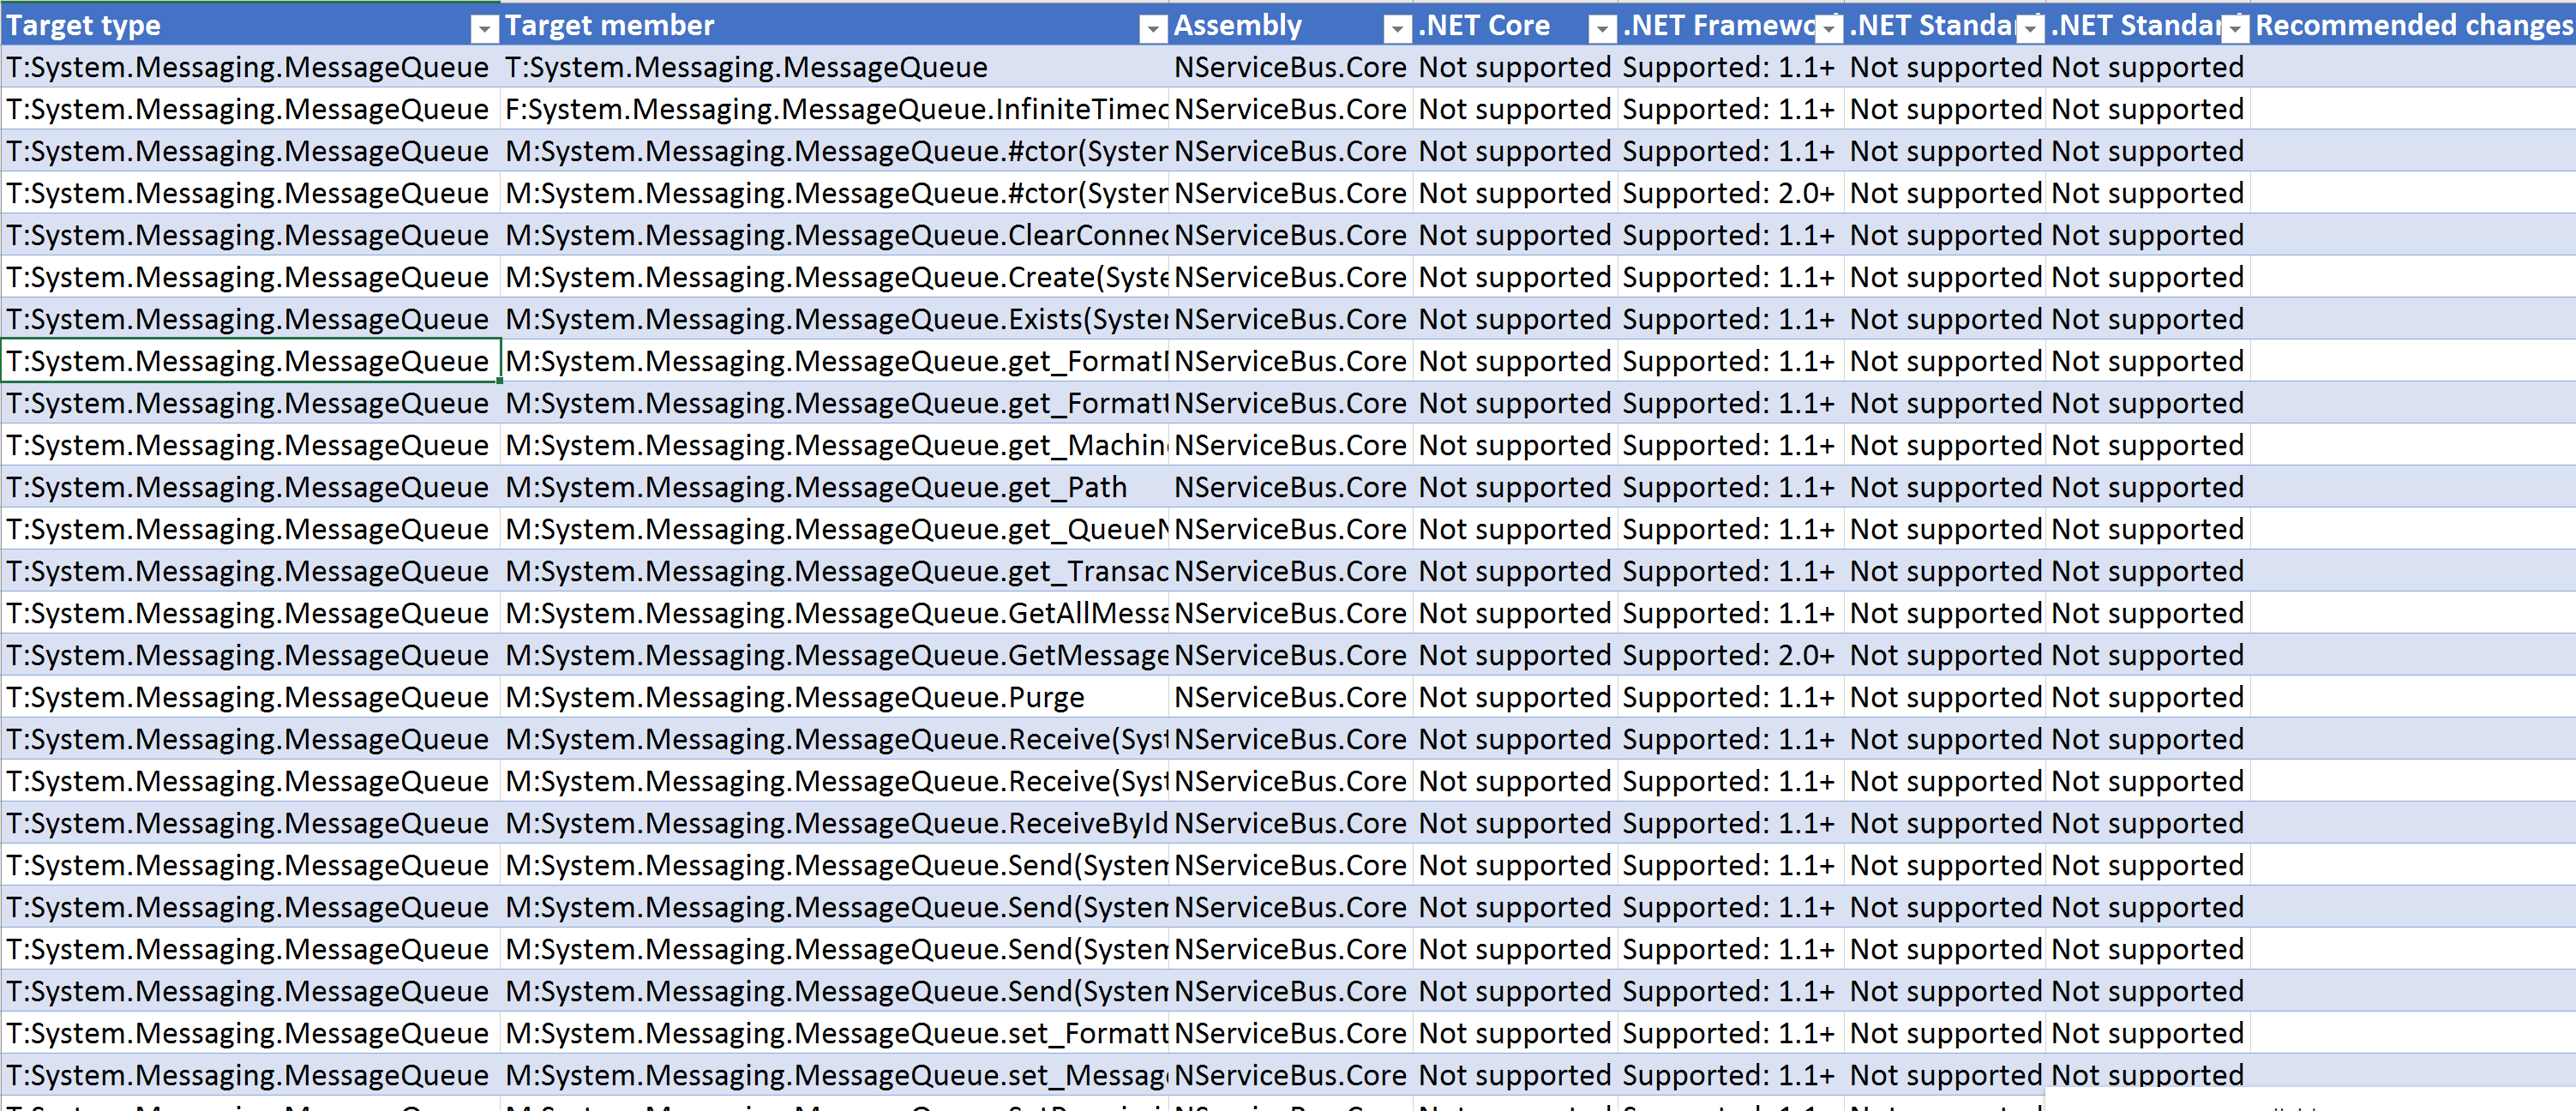 Target type Target member Assembly .NET Core .NET Framewo .NET Standar .NET Standar Recommended changes
T:System.Messaging.MessageQueue T:System.Messaging.MessageQueue NServiceBus.Core Not supported Supported: 1.1+ Not supported Not supported
T:System.Messaging.MessageQueue F:System.Messaging.MessageQueue.InfiniteTimeo NServiceBus.Core Not supported Supported: 1.1+ Not supported Not supported
T:System.Messaging.MessageQueue M:System.Messaging.MessageQueue.#ctor(System NServiceBus.Core Not supported Supported: 1.1+ Not supported Not supported
T:System.Messaging.MessageQueue M:System.Messaging.MessageQueue.#ctor(System NServiceBus.Core Not supported Supported: 2.0+ Not supported Not supported
T:System.Messaging.MessageQueue M:System.Messaging.MessageQueue.ClearConnec NServiceBus.Core Not supported Supported: 1.1+ Not supported Not supported
T:System.Messaging.MessageQueue M:System.Messaging.MessageQueue.Create(Syste NServiceBus.Core Not supported Supported: 1.1+ Not supported Not supported
T:System.Messaging.MessageQueue M:System.Messaging.MessageQueue.Exists(System NServiceBus.Core Not supported Supported: 1.1+ Not supported Not supported
T:System.Messaging.MessageQueue M:System.Messaging.MessageQueue.get_FormatN NServiceBus.Core Not supported Supported: 1.1+ Not supported Not supported
T:System.Messaging.MessageQueue M:System.Messaging.MessageQueue.get_Formatt NServiceBus.Core Not supported Supported: 1.1+ Not supported Not supported
T:System.Messaging.MessageQueue M:System.Messaging.MessageQueue.get_Machin NServiceBus.Core Not supported Supported: 1.1+ Not supported Not supported
T:System.Messaging.MessageQueue M:System.Messaging.MessageQueue.get_Path NServiceBus.Core Not supported Supported: 1.1+ Not supported Not supported
T:System.Messaging.MessageQueue M:System.Messaging.MessageQueue.get_QueueN NServiceBus.Core Not supported Supported: 1.1+ Not supported Not supported
T:System.Messaging.MessageQueue M:System.Messaging.MessageQueue.get_Transac NServiceBus.Core Not supported Supported: 1.1+ Not supported Not supported
T:System.Messaging.MessageQueue M:System.Messaging.MessageQueue.GetAllMessa NServiceBus.Core Not supported Supported: 1.1+ Not supported Not supported
T:System.Messaging.MessageQueue M:System.Messaging.MessageQueue.GetMessage NServiceBus.Core Not supported Supported: 2.0+ Not supported Not supported
T:System.Messaging.MessageQueue M:System.Messaging.MessageQueue.Purge NServiceBus.Core Not supported Supported: 1.1+ Not supported Not supported
T:System.Messaging.MessageQueue M:System.Messaging.MessageQueue.Receive(Syst NServiceBus.Core Not supported Supported: 1.1+ Not supported Not supported
T:System.Messaging.MessageQueue M:System.Messaging.MessageQueue.Receive(Syst NServiceBus.Core Not supported Supported: 1.1+ Not supported Not supported
T:System.Messaging.MessageQueue M:System.Messaging.MessageQueue.ReceiveById NServiceBus.Core Not supported Supported: 1.1+ Not supported Not supported
T:System.Messaging.MessageQueue M:System.Messaging.MessageQueue.Send(System NServiceBus.Core Not supported Supported: 1.1+ Not supported Not supported
T:System.Messaging.MessageQueue M:System.Messaging.MessageQueue.Send(System NServiceBus.Core Not supported Supported: 1.1+ Not supported Not supported
T:System.Messaging.MessageQueue M:System.Messaging.MessageQueue.Send(System NServiceBus.Core Not supported Supported: 1.1+ Not supported Not supported
T:System.Messaging.MessageQueue M:System.Messaging.MessageQueue.Send(System NServiceBus.Core Not supported Supported: 1.1+ Not supported Not supported
T:System.Messaging.MessageQueue M:System.Messaging.MessageQueue.set_Formatt NServiceBus.Core Not supported Supported: 1.1+ Not supported Not supported
T:System.Messaging.MessageQueue M:System.Messaging.MessageQueue.set_Message NServiceBus.Core Not supported Supported: 1.1+ Not supported Not supported